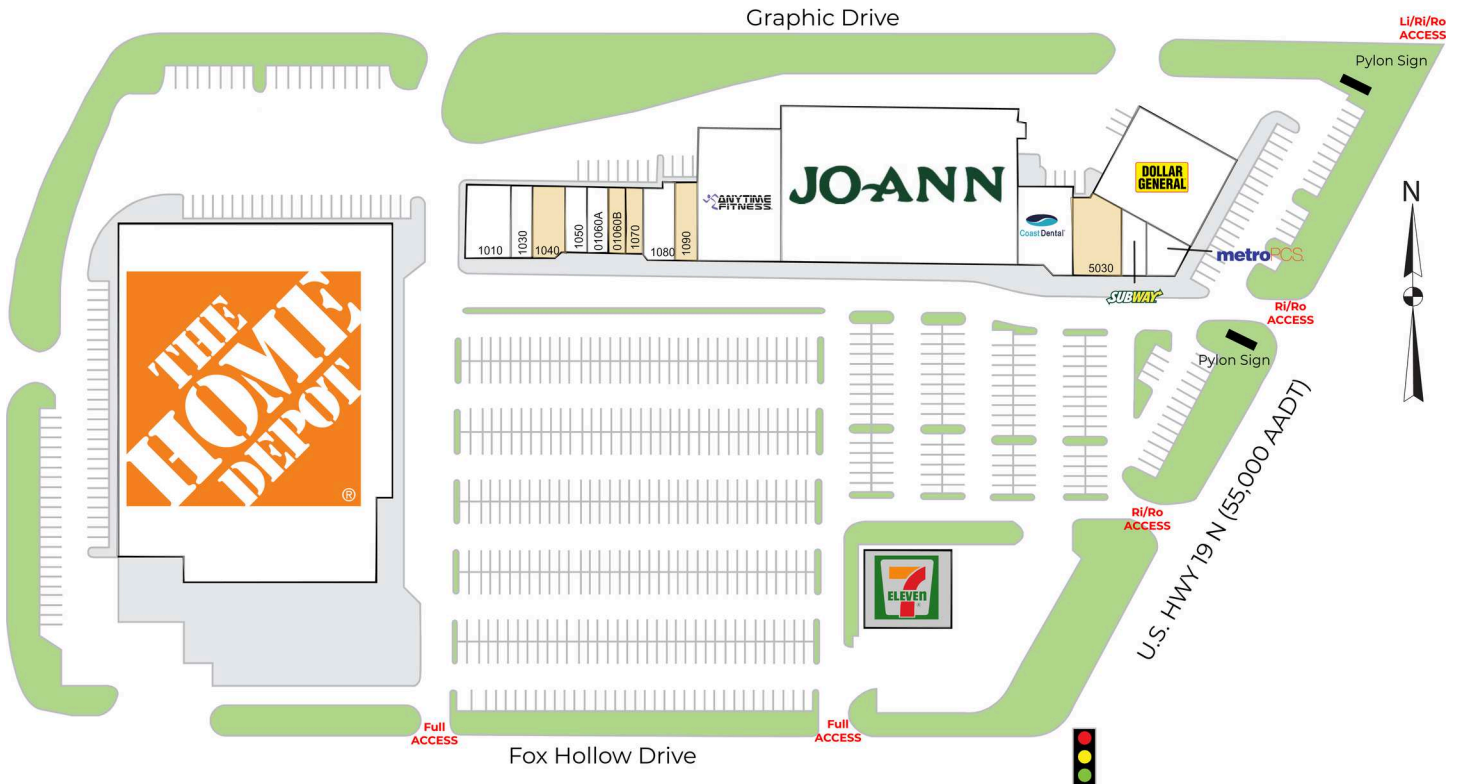 Graphic Drive
Li/Ri/Ro
ACCESS
Pylon Sign
DOLLAR
GENERAL
JO-ANN
ANYTIME
FITNESS
N
1010
1030
1040
1050
01060A
01060B
1070
1080
1090
Coast Dental
5030
metroPCS.
SUBWAY
Ri/Ro
ACCESS
Pylon Sign
THE
HOME
DEPOT
®
U.S. HWY 19 N (55,000 AADT)
Ri/Ro
ACCESS
7
ELEVEN
®
Full
ACCESS
Full
ACCESS
Fox Hollow Drive